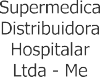 Supermedica
Distribuidora
Hospitalar
Ltda - Me